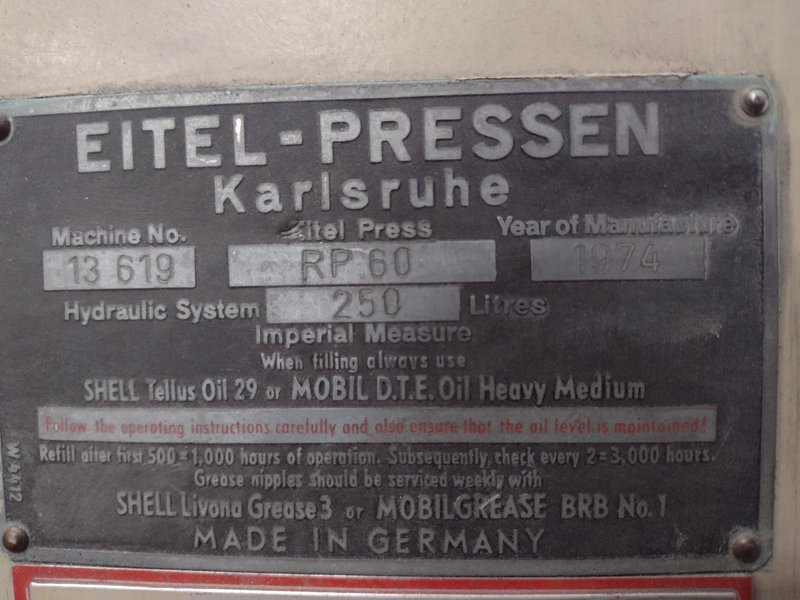 EITEL-PRESSEN
Karlsruhe
Machine No. Eitel Press Year of Manufacture
13 619 RP 60 1974
Hydraulic System 250 Litres
Imperial Measure
When filling always use
SHELL Tellus Oil 29 or MOBIL D.T.E. Oil Heavy Medium
Follow the operating instructions carefully and also ensure that the oil level is maintained!
Refill after first 500=1,000 hours of operation. Subsequently, check every 2=3,000 hours.
Grease nipples should be serviced weekly with
SHELL Livona Grease 3 or MOBILGREASE BRB No. 1
MADE IN GERMANY
W 4412